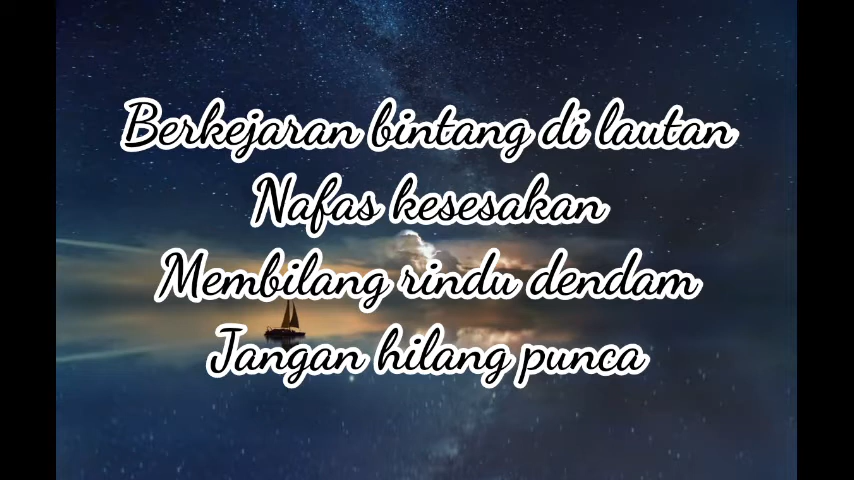 Berkejaran bintang di lautan
Nafas kesesakan
Membilang rindu dendam
Jangan hilang punca